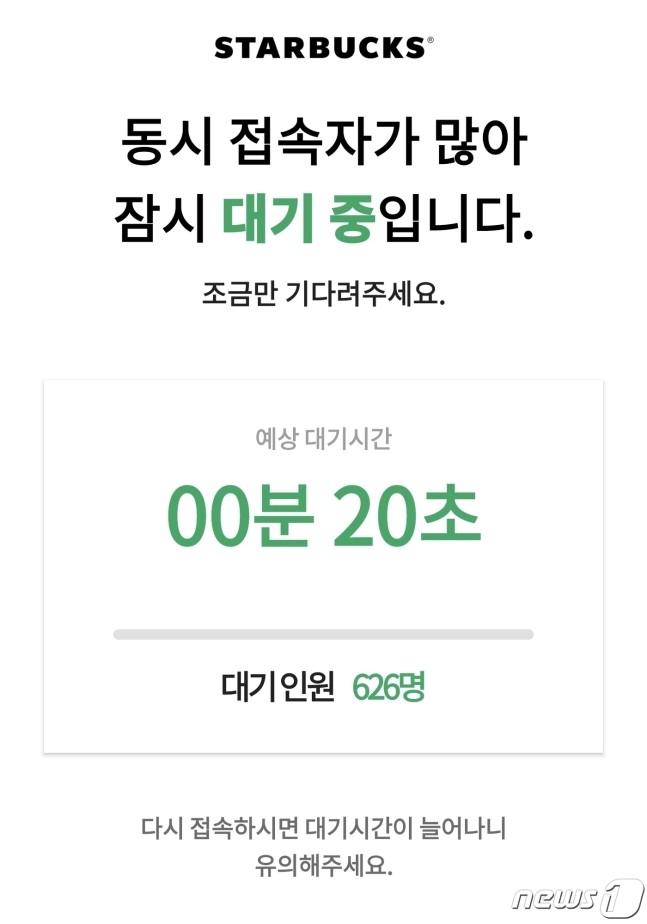 STARBUCKS®
동시 접속자가 많아
잠시 대기 중입니다.
조금만 기다려주세요.
예상 대기시간
00분 20초
대기인원 626명
다시 접속하시면 대기시간이 늘어나니
유의해주세요.
news1